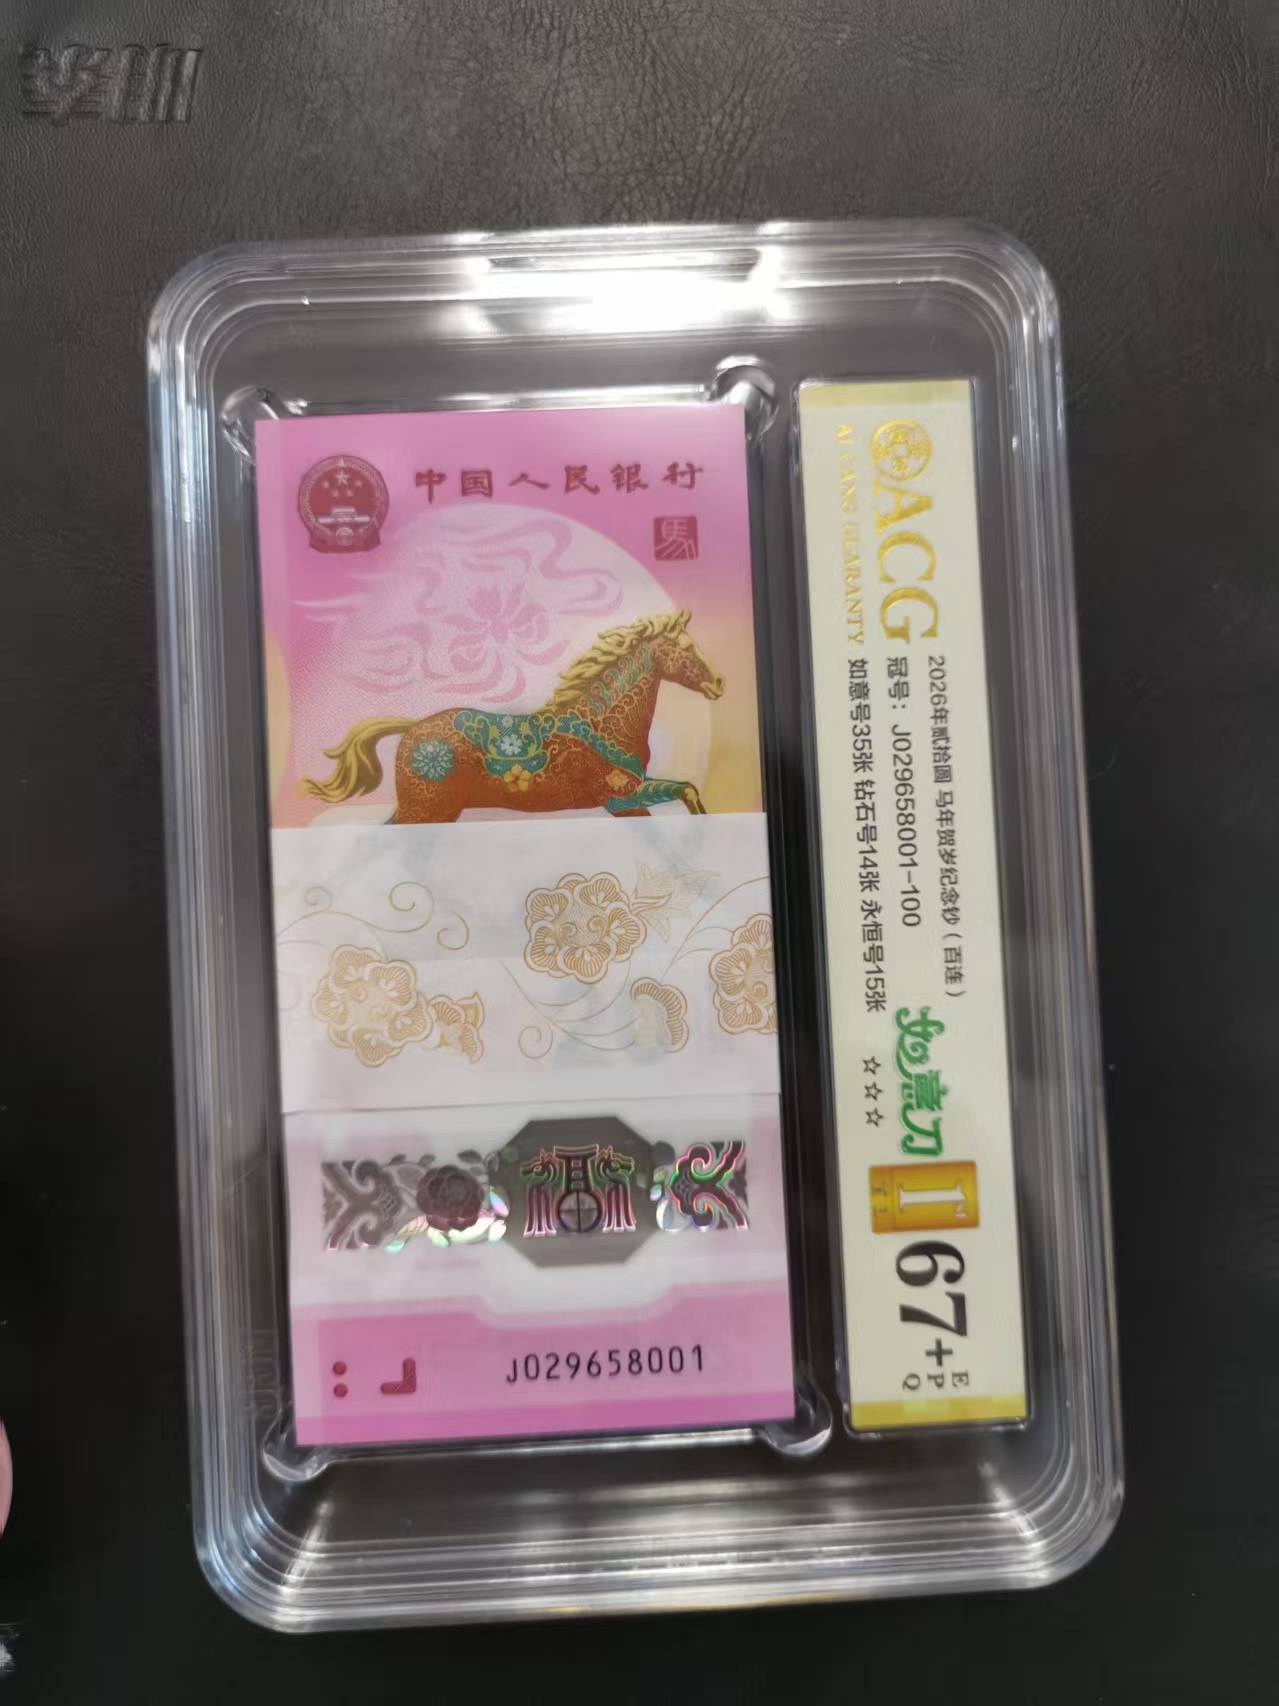 中国人民银行
馬
J029658001
ACG
AI CANG GUARANTY
2026年贰拾圆 马年贺岁纪念钞（百连）
冠号：J029658001-100
如意号35张 钻石号14张 永恒号15张
☆☆☆
如意刀
1st
67+
E
P
Q